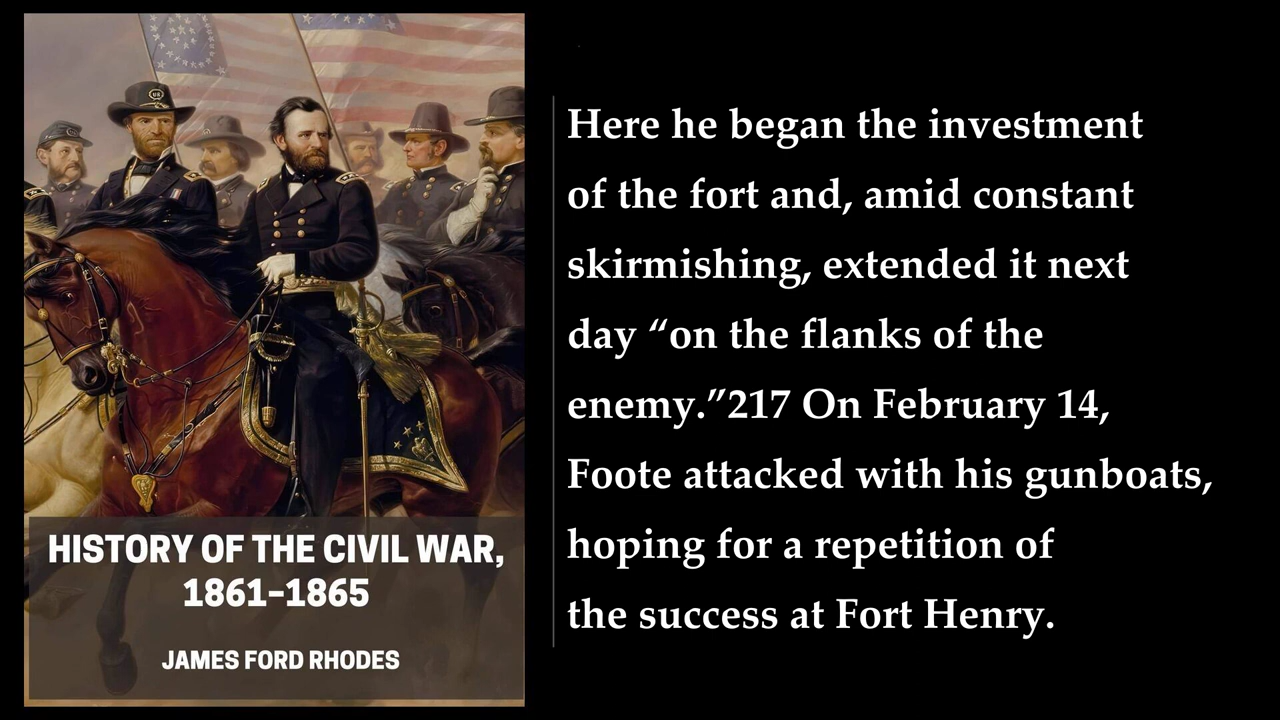 HISTORY OF THE CIVIL WAR,
1861–1865
JAMES FORD RHODES
Here he began the investment
of the fort and, amid constant
skirmishing, extended it next
day “on the flanks of the
enemy.”217 On February 14,
Foote attacked with his gunboats,
hoping for a repetition of
the success at Fort Henry.